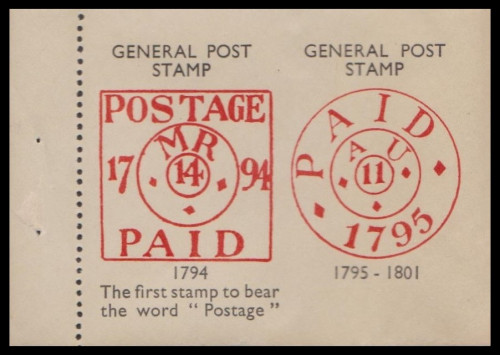 GENERAL POST
STAMP
POSTAGE
MR
17 14 94
PAID
1794
The first stamp to bear
the word " Postage "
GENERAL POST
STAMP
PAID
AU
11
1795
1795 - 1801